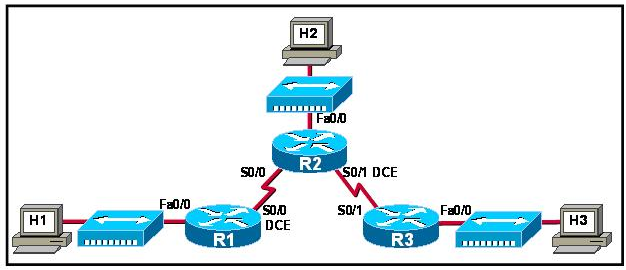 H2
Fa0/0
R2
S0/0
S0/1 DCE
H1
Fa0/0
R1
S0/0
DCE
S0/1
R3
Fa0/0
H3